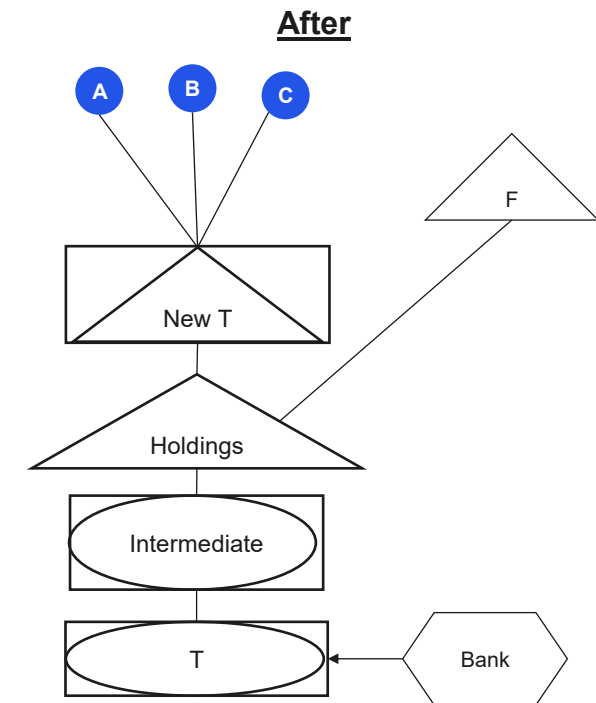 After
A
B
C
F
New T
Holdings
Intermediate
T
Bank